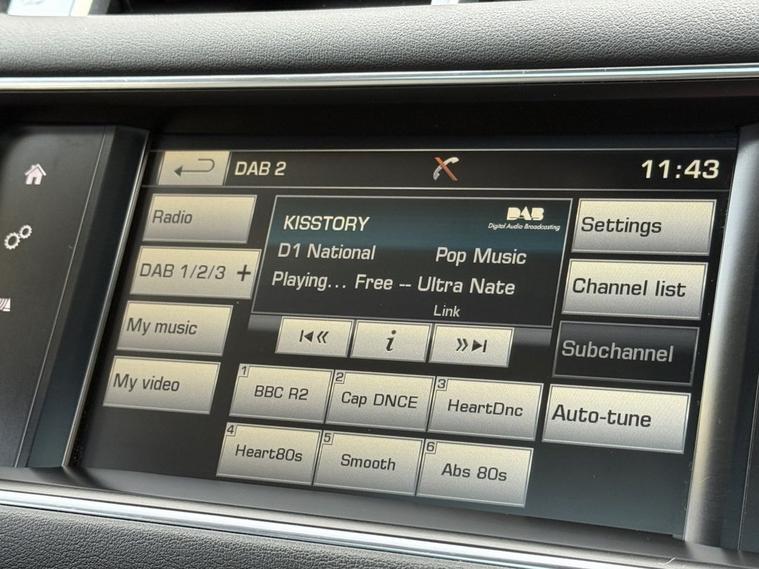 DAB 2
11:43
Radio
DAB 1/2/3 +
My music
My video
KISSTORY
DAB
Digital Audio Broadcasting
D1 National
Pop Music
Playing... Free -- Ultra Nate
Link
i
Settings
Channel list
Subchannel
Auto-tune
1 BBC R2
2 Cap DNCE
3 HeartDnc
4 Heart80s
5 Smooth
6 Abs 80s